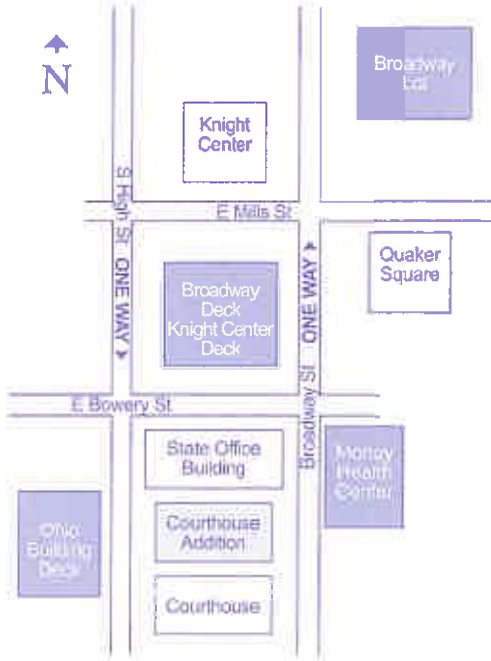 N
Broadway
Lot
Knight
Center
S High St
ONE WAY
E Mills St
Quaker
Square
Broadway
Deck
Knight Center
Deck
ONE WAY
Broadway St
E Bowery St
State Office
Building
Morley
Health
Center
Ohio
Building
Deck
Courthouse
Addition
Courthouse